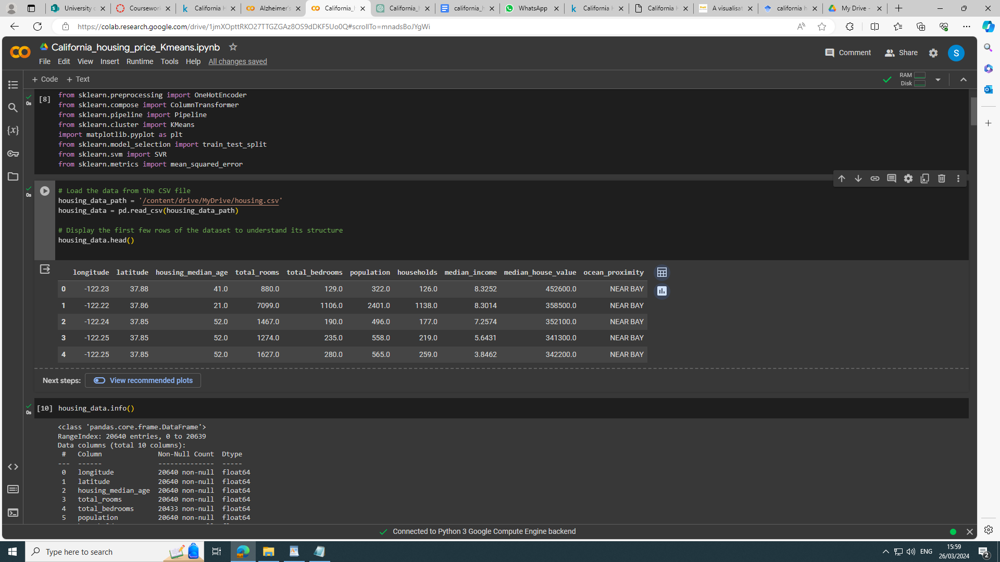 University c
Coursework
California H
Alzheimer's
California_h
California_h
california_h
WhatsApp
California H
California H
A visualisat
california h
My Drive -
https://colab.research.google.com/drive/1jmXOpttRKO27TTGZGAz8OS9dDKF5Uo0Q#scrollTo=mnadsBoJYgWi
California_housing_price_Kmeans.ipynb
Comment Share S
File Edit View Insert Runtime Tools Help All changes saved
+ Code + Text
RAM
Disk
[8]
0s
from sklearn.preprocessing import OneHotEncoder
from sklearn.compose import ColumnTransformer
from sklearn.pipeline import Pipeline
from sklearn.cluster import KMeans
import matplotlib.pyplot as plt
from sklearn.model_selection import train_test_split
from sklearn.svm import SVR
from sklearn.metrics import mean_squared_error
0s
# Load the data from the CSV file
housing_data_path = '/content/drive/MyDrive/housing.csv'
housing_data = pd.read_csv(housing_data_path)
# Display the first few rows of the dataset to understand its structure
housing_data.head()
longitude latitude housing_median_age total_rooms total_bedrooms population households median_income median_house_value ocean_proximity
0 -122.23 37.88 41.0 880.0 129.0 322.0 126.0 8.3252 452600.0 NEAR BAY
1 -122.22 37.86 21.0 7099.0 1106.0 2401.0 1138.0 8.3014 358500.0 NEAR BAY
2 -122.24 37.85 52.0 1467.0 190.0 496.0 177.0 7.2574 352100.0 NEAR BAY
3 -122.25 37.85 52.0 1274.0 235.0 558.0 219.0 5.6431 341300.0 NEAR BAY
4 -122.25 37.85 52.0 1627.0 280.0 565.0 259.0 3.8462 342200.0 NEAR BAY
Next steps: View recommended plots
0s
[10] housing_data.info()
<class 'pandas.core.frame.DataFrame'>
RangeIndex: 20640 entries, 0 to 20639
Data columns (total 10 columns):
# Column Non-Null Count Dtype
--- ------ -------------- -----
0 longitude 20640 non-null float64
1 latitude 20640 non-null float64
2 housing_median_age 20640 non-null float64
3 total_rooms 20640 non-null float64
4 total_bedrooms 20433 non-null float64
5 population 20640 non-null float64
Connected to Python 3 Google Compute Engine backend
Type here to search
ENG
15:59
26/03/2024
2